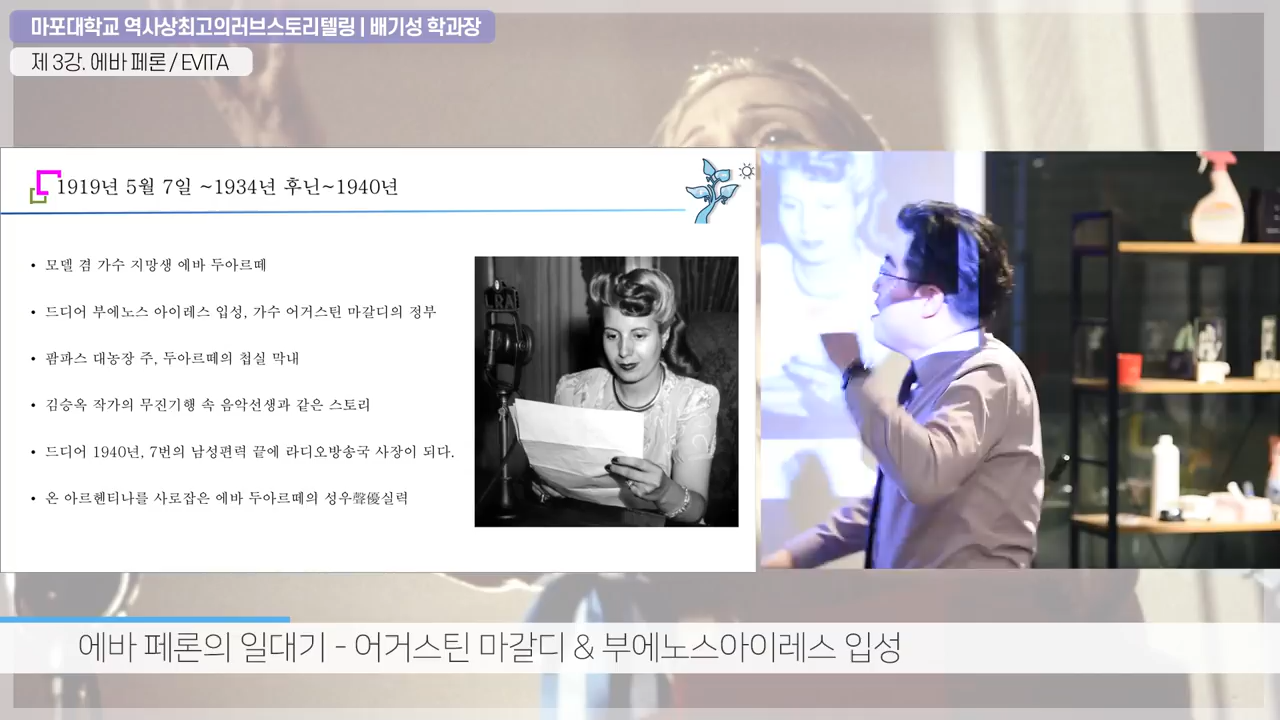 마포대학교 역사상최고의러브스토리텔링 | 배기성 학과장
제 3강. 에바 페론 / EVITA
1919년 5월 7일 ~1934년 후닌~1940년
• 모델 겸 가수 지망생 에바 두아르떼
• 드디어 부에노스 아이레스 입성, 가수 어거스틴 마갈디의 정부
• 팜파스 대농장 주, 두아르떼의 첩실 막내
• 김승옥 작가의 무진기행 속 음악선생과 같은 스토리
• 드디어 1940년, 7번의 남성편력 끝에 라디오방송국 사장이 되다.
• 온 아르헨티나를 사로잡은 에바 두아르떼의 성우聲優실력
에바 페론의 일대기 - 어거스틴 마갈디 & 부에노스아이레스 입성